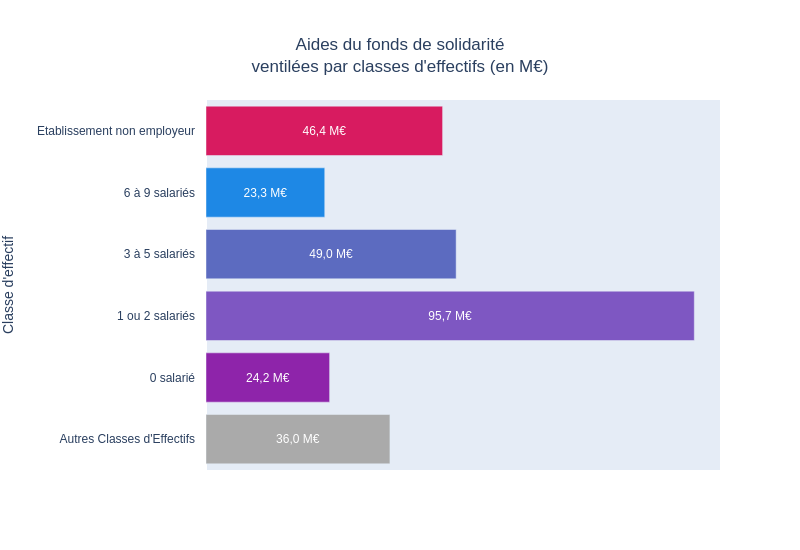 Aides du fonds de solidarité
ventilées par classes d'effectifs (en M€)
Classe d'effectif
Etablissement non employeur
46,4 M€
6 à 9 salariés
23,3 M€
3 à 5 salariés
49,0 M€
1 ou 2 salariés
95,7 M€
0 salarié
24,2 M€
Autres Classes d'Effectifs
36,0 M€